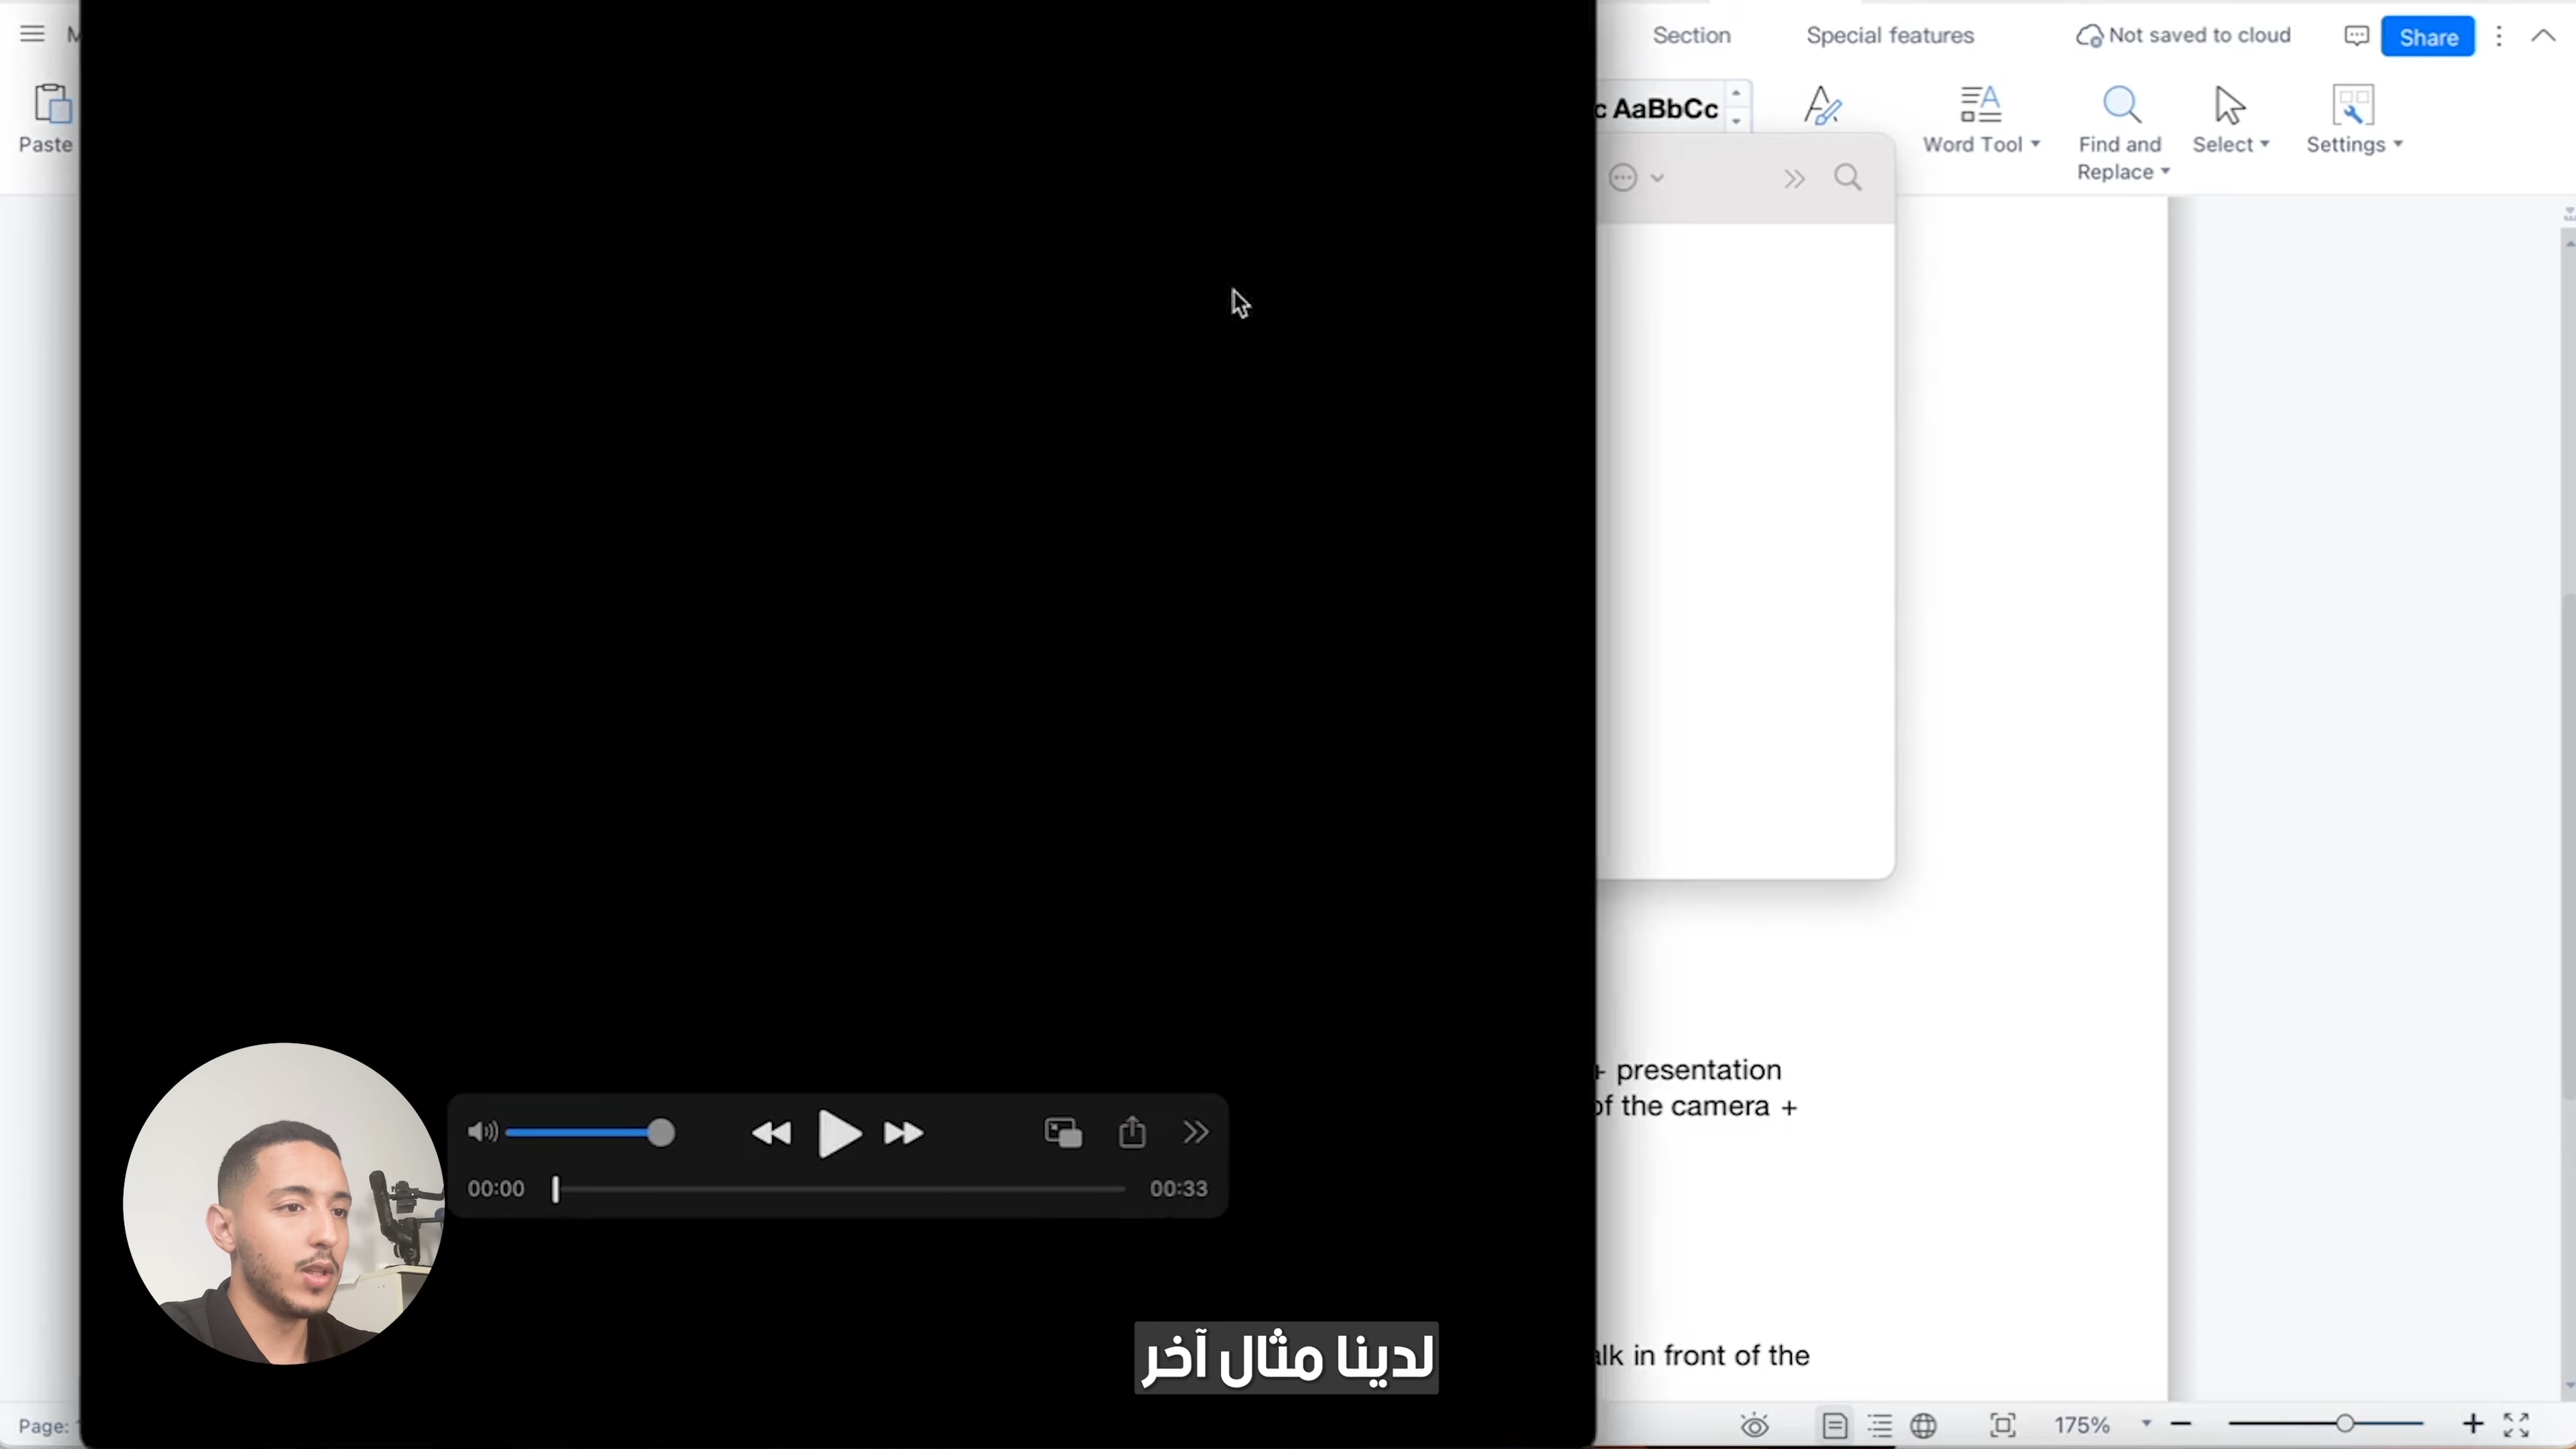 Section
Special features
Not saved to cloud
Share
Paste
AaBbCc
Word Tool
Find and
Replace
Select
Settings
+ presentation
of the camera +
00:00
00:33
لدينا مثال آخر
in front of the
Page:
175%